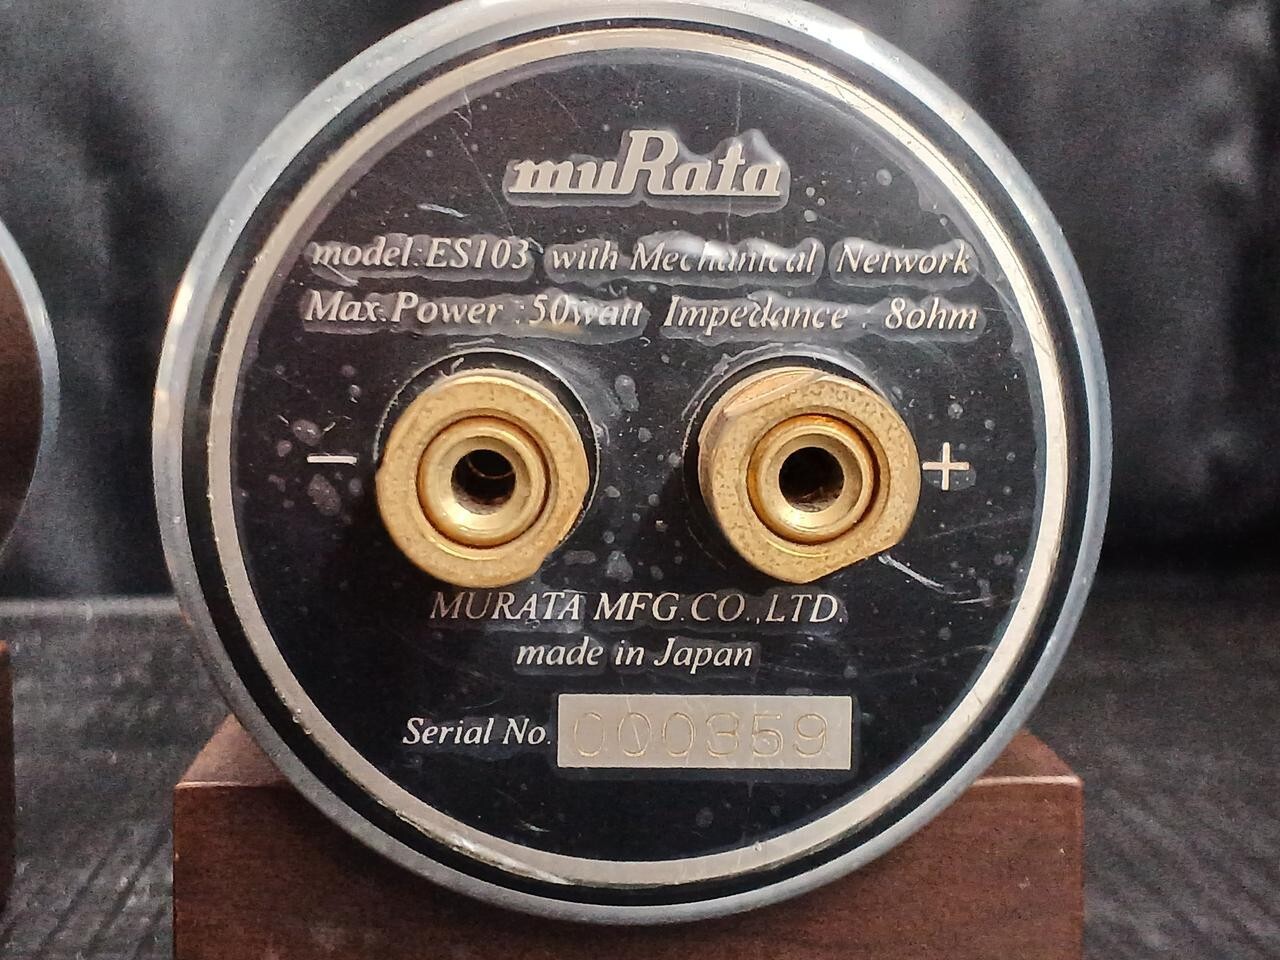 muRata
model:ES103 with Mechanical Network
Max.Power : 50watt Impedance : 8ohm
− +
MURATA MFG.CO.,LTD.
made in Japan
Serial No. 000359